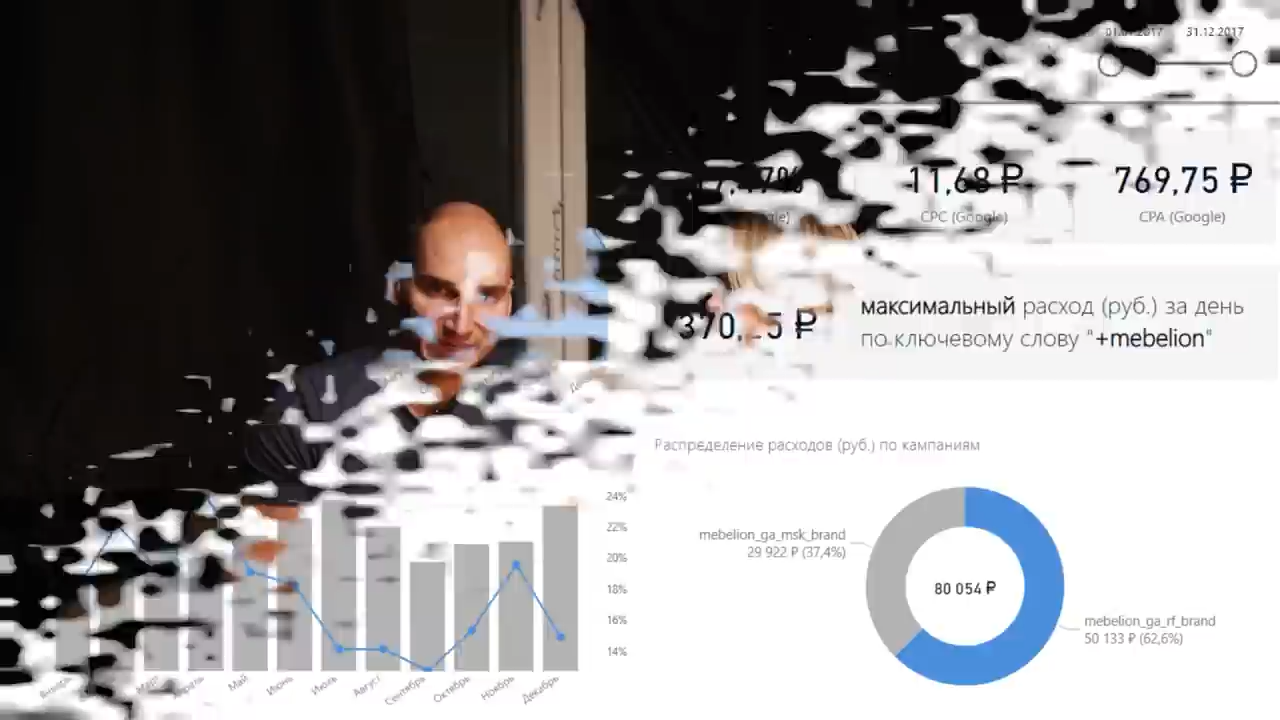 31.12.2017
11,68 ₽
769,75 ₽
CPC (Google)
CPA (Google)
максимальный расход (руб.) за день
по ключевому слову "+mebelion"
Распределение расходов (руб.) по кампаниям
24%
22%
20%
18%
16%
14%
mebelion_ga_msk_brand
29 922 ₽ (37,4%)
80 054 ₽
mebelion_ga_rf_brand
50 133 ₽ (62,6%)
Май
Июнь
Июль
Август
Сентябрь
Октябрь
Ноябрь
Декабрь